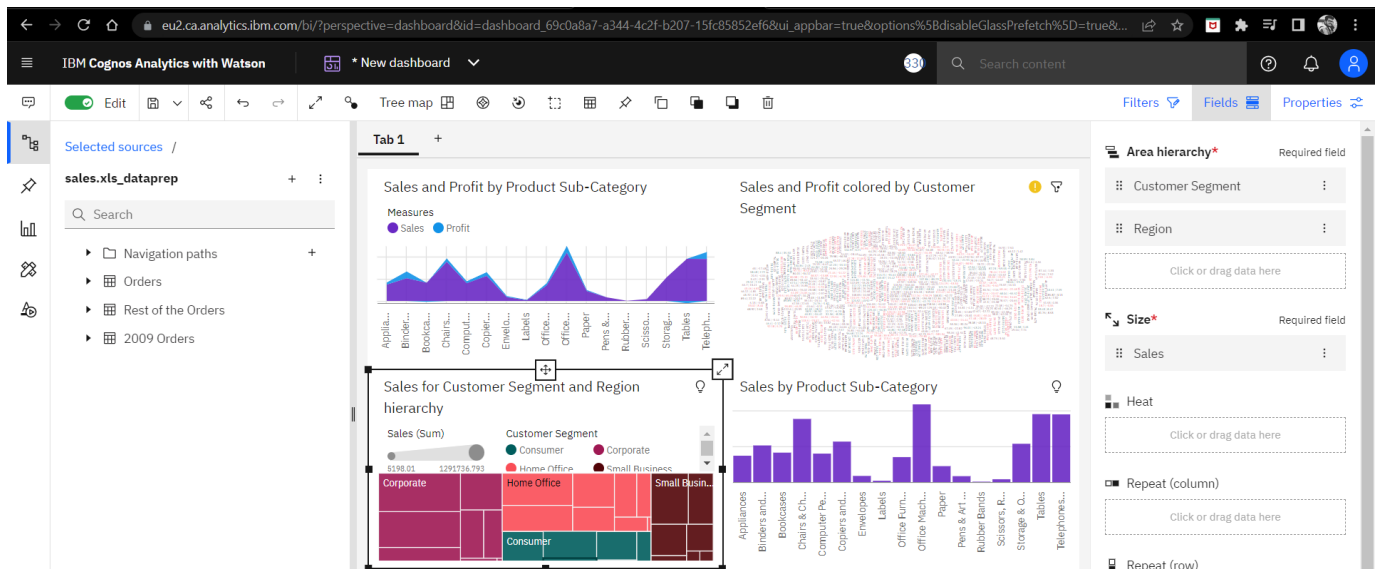 eu2.ca.analytics.ibm.com/bi/?perspective=dashboard&id=dashboard_69c0a8a7-a344-4c2f-b207-15fc85852ef6&ui_appbar=true&options%5BdisableGlassPrefetch%5D=true&...
IBM Cognos Analytics with Watson
* New dashboard
330
Search content
Edit
Tree map
Filters
Fields
Properties
Selected sources /
sales.xls_dataprep
Search
Navigation paths
Orders
Rest of the Orders
2009 Orders
Tab 1
Sales and Profit by Product Sub-Category
Measures
Sales Profit
Applia...
Binder...
Bookca...
Chairs...
Comput...
Copier...
Envelo...
Labels
Office ...
Office...
Paper
Pens &...
Rubber...
Scisso...
Storag...
Tables
Teleph...
Sales and Profit colored by Customer
Segment
Sales for Customer Segment and Region
hierarchy
Sales (Sum)
5198.01 1291736.793
Customer Segment
Consumer Corporate
Home Office Small Business
Corporate
Home Office
Small Busin...
Consumer
Sales by Product Sub-Category
Appliances
Binders and...
Bookcases
Chairs & Ch...
Computer Pe...
Copiers and...
Envelopes
Labels
Office Furn...
Office Mach...
Paper
Pens & Art ...
Rubber Bands
Scissors, R...
Storage & O...
Tables
Telephones...
Area hierarchy*
Required field
Customer Segment
Region
Click or drag data here
Size*
Required field
Sales
Heat
Click or drag data here
Repeat (column)
Click or drag data here
Repeat (row)